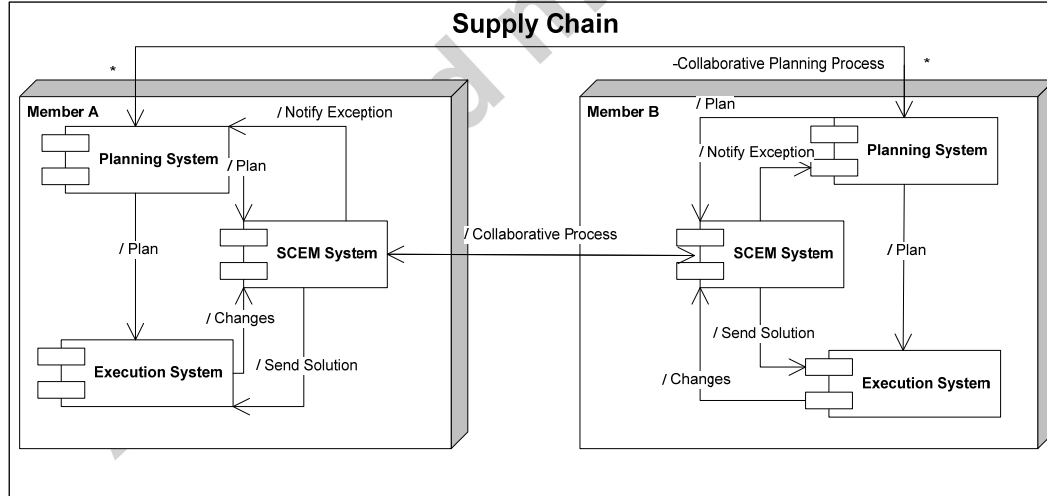 Supply Chain
*
-Collaborative Planning Process
*
Member A
/ Notify Exception
Planning System
/ Plan
/ Plan
SCEM System
/ Changes
/ Send Solution
Execution System
/ Collaborative Process
Member B
/ Plan
/ Notify Exception
Planning System
SCEM System
/ Plan
/ Send Solution
/ Changes
Execution System